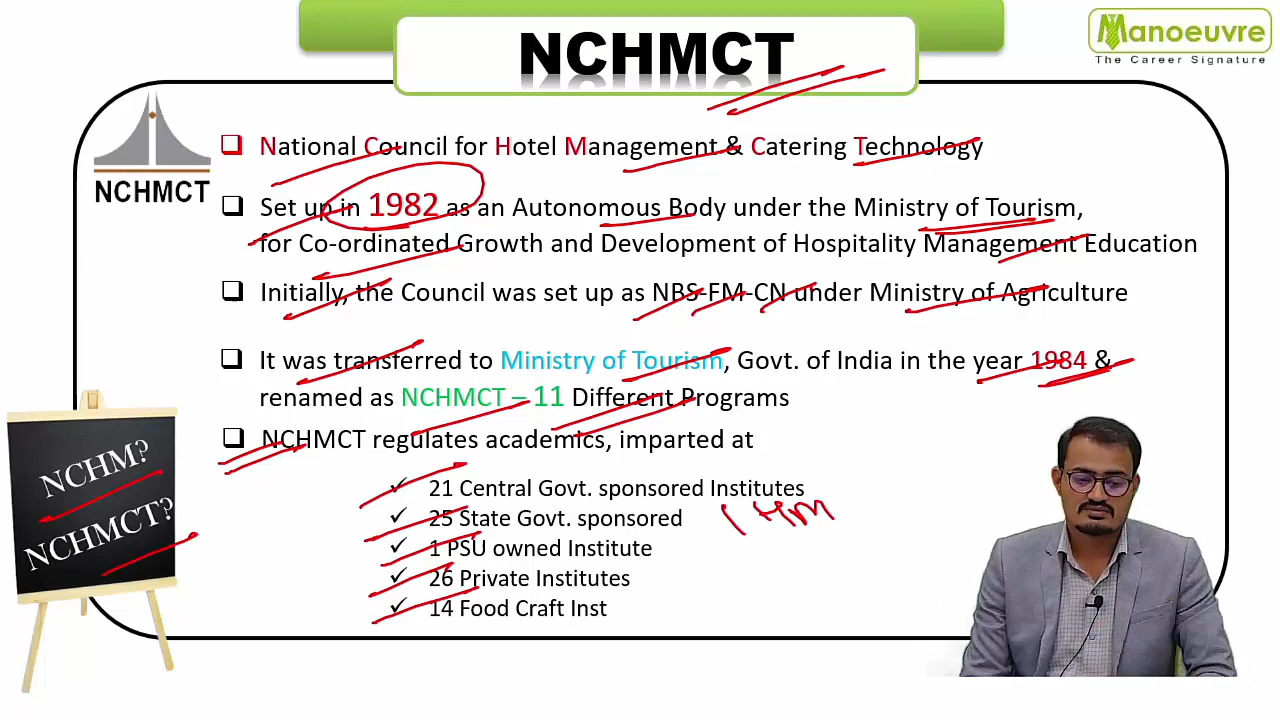 NCHMCT
Manoeuvre
The Career Signature
NCHMCT
National Council for Hotel Management & Catering Technology
Set up in 1982 as an Autonomous Body under the Ministry of Tourism,
for Co-ordinated Growth and Development of Hospitality Management Education
Initially, the Council was set up as NBS-FM-CN under Ministry of Agriculture
It was transferred to Ministry of Tourism, Govt. of India in the year 1984 &
renamed as NCHMCT – 11 Different Programs
NCHMCT regulates academics, imparted at
21 Central Govt. sponsored Institutes
25 State Govt. sponsored
IHM
1 PSU owned Institute
26 Private Institutes
14 Food Craft Inst
NCHM?
NCHMCT?